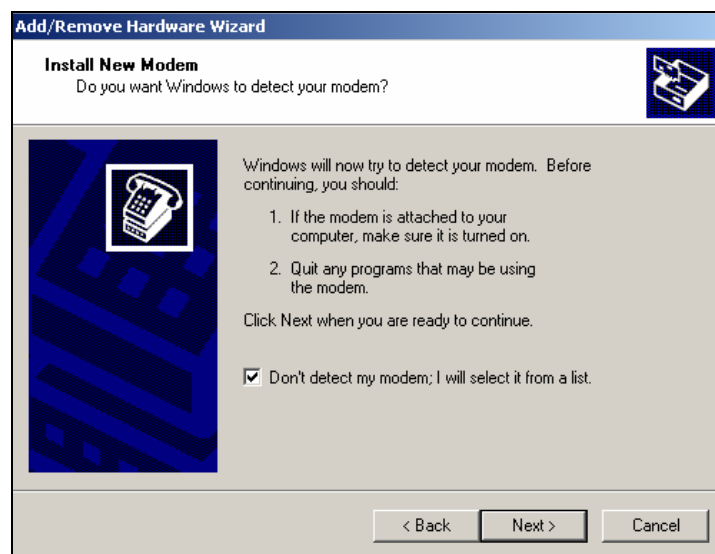 Add/Remove Hardware Wizard
Install New Modem
Do you want Windows to detect your modem?
Windows will now try to detect your modem. Before
continuing, you should:
1. If the modem is attached to your
computer, make sure it is turned on.
2. Quit any programs that may be using
the modem.
Click Next when you are ready to continue.
Don't detect my modem; I will select it from a list.
< Back
Next >
Cancel